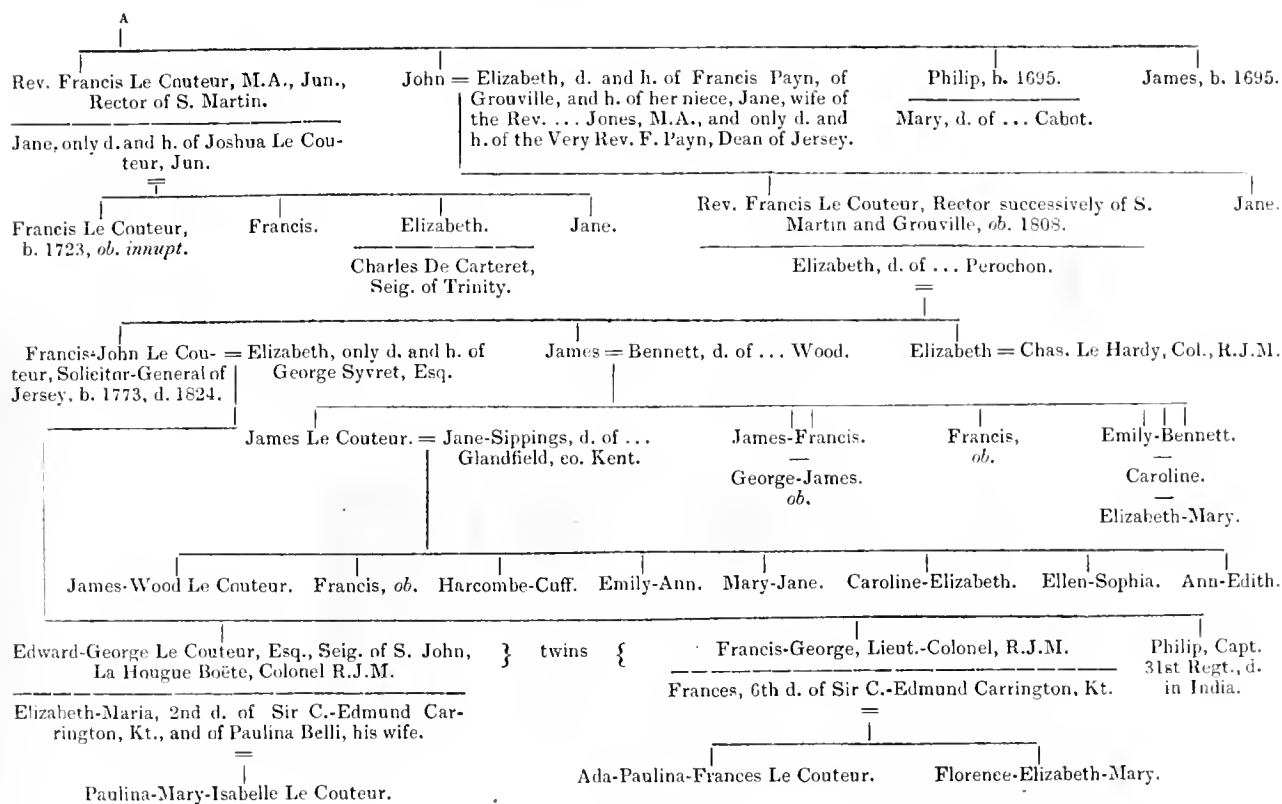 A
Rev. Francis Le Couteur, M.A., Jun.,
Rector of S. Martin.
Jane, only d. and h. of Joshua Le Cou-
teur, Jun.
=
John = Elizabeth, d. and h. of Francis Payn, of
Grouville, and h. of her niece, Jane, wife of
the Rev. ... Jones, M.A., and only d. and
h. of the Very Rev. F. Payn, Dean of Jersey.
Philip, b. 1695.
Mary, d. of ... Cabot.
James, b. 1695.
Francis Le Couteur,
b. 1723, ob. innupt.
Francis.
Elizabeth.
Charles De Carteret,
Seig. of Trinity.
Jane.
Rev. Francis Le Couteur, Rector successively of S.
Martin and Grouville, ob. 1808.
Elizabeth, d. of ... Perochon.
=
Jane.
Francis-John Le Cou- = Elizabeth, only d. and h. of
teur, Solicitor-General of George Syvret, Esq.
Jersey, b. 1773, d. 1824.
James = Bennett, d. of ... Wood.
Elizabeth = Chas. Le Hardy, Col., R.J.M.
James Le Couteur. = Jane-Sippings, d. of ...
Glandfield, co. Kent.
James-Francis.
—
George-James.
ob.
Francis,
ob.
Emily-Bennett.
—
Caroline.
—
Elizabeth-Mary.
James-Wood Le Couteur. Francis, ob. Harcombe-Cuff. Emily-Ann. Mary-Jane. Caroline-Elizabeth. Ellen-Sophia. Ann-Edith.
Edward-George Le Couteur, Esq., Seig. of S. John,
La Hougue Boëte, Colonel R.J.M.
Elizabeth-Maria, 2nd d. of Sir C.-Edmund Car-
rington, Kt., and of Paulina Belli, his wife.
=
Paulina-Mary-Isabelle Le Couteur.
} twins {
Francis-George, Lieut.-Colonel, R.J.M.
Frances, 6th d. of Sir C.-Edmund Carrington, Kt.
=
Ada-Paulina-Frances Le Couteur. Florence-Elizabeth-Mary.
Philip, Capt.
31st Regt., d.
in India.